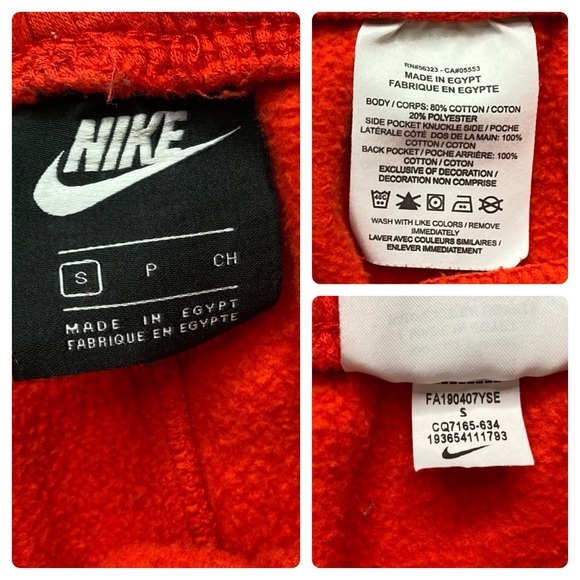 NIKE
S P CH
MADE IN EGYPT
FABRIQUE EN EGYPTE
RN#56323 - CA#05553
MADE IN EGYPT
FABRIQUE EN EGYPTE
BODY / CORPS: 80% COTTON / COTON
20% POLYESTER
SIDE POCKET KNUCKLE SIDE / POCHE
LATÉRALE CÔTÉ DOS DE LA MAIN: 100%
COTTON / COTON
BACK POCKET / POCHE ARRIÈRE: 100%
COTTON / COTON
EXCLUSIVE OF DECORATION /
DÉCORATION NON COMPRISE
40C
WASH WITH LIKE COLORS / REMOVE
IMMEDIATELY
LAVER AVEC COULEURS SIMILAIRES /
ENLEVER IMMEDIATEMENT
FA190407YSE
S
CQ7165-634
193654111793